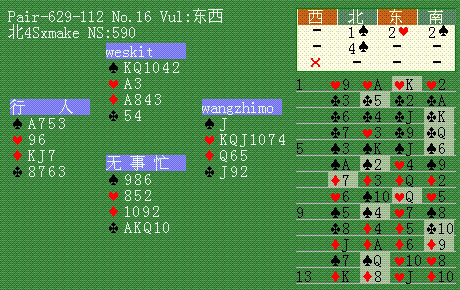 Pair-629-112 No.16 Vul:东西
北4Sxmake NS:590
西 北 东 南
— 1♠ 2♥ 2♠
— 4♠ — —
× — — —
weskit
♠KQ1042
♥A3
♦A843
♣54
行 人
♠A753
♥96
♦KJ7
♣8763
wangzhimo
♠J
♥KQJ1074
♦Q65
♣J92
无事忙
♠986
♥852
♦1092
♣AKQ10
1 ♥9 ♥A ♥K ♥2
♣3 ♣5 ♣2 ♣A
♣6 ♣4 ♣J ♣K
♣7 ♥3 ♣9 ♣Q
5 ♠3 ♠K ♠J ♠6
♠A ♠2 ♥4 ♠9
♦7 ♦3 ♦Q ♦2
♥6 ♠10 ♥Q ♥5
9 ♠5 ♠4 ♥7 ♠8
♣8 ♦4 ♦5 ♣10
♦J ♦A ♦6 ♦9
♠7 ♠Q ♥10 ♥8
13 ♦K ♦8 ♥J ♦10